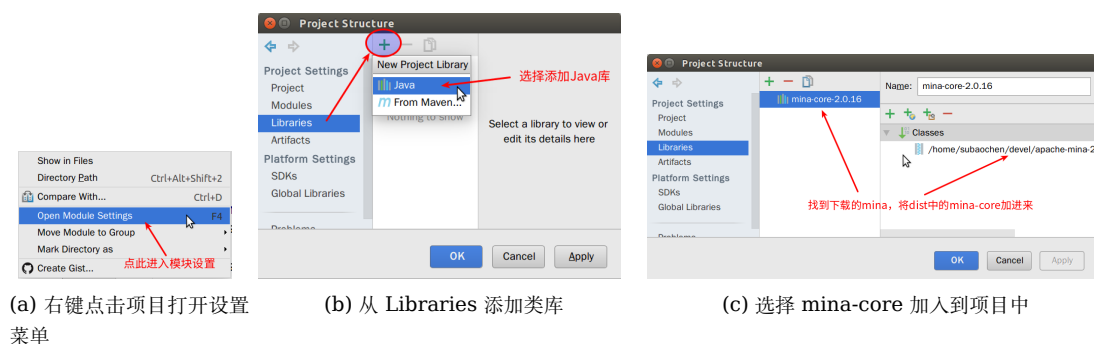 Show in Files
Directory Path Ctrl+Alt+Shift+2
Compare With... Ctrl+D
Open Module Settings F4
Move Module to Group
Mark Directory as
点此进入模块设置
Create Gist...
(a) 右键点击项目打开设置
菜单
Project Structure
Project Settings
Project
Modules
Libraries
Artifacts
Platform Settings
SDKs
Global Libraries
Problems
New Project Library
Java
From Maven...
Nothing to show
选择添加Java库
Select a library to view or
edit its details here
OK Cancel Apply
(b) 从 Libraries 添加类库
Project Structure
Project Settings
Project
Modules
Libraries
Artifacts
Platform Settings
SDKs
Global Libraries
Problems
mina-core-2.0.16
Name: mina-core-2.0.16
Classes
/home/subaochen/devel/apache-mina-2
找到下载的mina，将dist中的mina-core加进来
OK Cancel Apply
(c) 选择 mina-core 加入到项目中